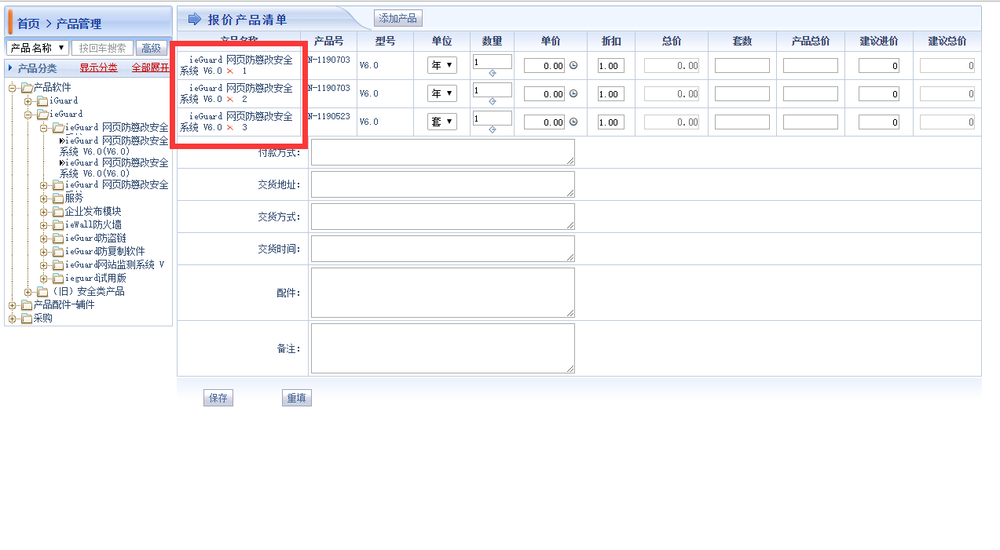 首页 > 产品管理
产品名称 ▼ 按回车搜索 高级
产品分类 显示分类 全部展开
产品软件
iGuard
ieGuard
ieGuard 网页防篡改安全
ieGuard 网页防篡改安全
系统 V6.0(V6.0)
ieGuard 网页防篡改安全
系统 V6.0(V6.0)
ieGuard 网页防篡改安全
服务
企业发布模块
ieWall防火墙
ieGuard防盗链
ieGuard防复制软件
ieGuard网站监测系统 V
ieguard试用版
（旧）安全类产品
产品配件-辅件
采购
报价产品清单 添加产品
产品名称 产品号 型号 单位 数量 单价 折扣 总价 套数 产品总价 建议进价 建议总价
ieGuard 网页防篡改安全
系统 V6.0 × 1 N-1190703 V6.0 年 ▼ 1 0.00 1.00 0.00 0 0
ieGuard 网页防篡改安全
系统 V6.0 × 2 N-1190703 V6.0 年 ▼ 1 0.00 1.00 0.00 0 0
ieGuard 网页防篡改安全
系统 V6.0 × 3 N-1190523 V6.0 套 ▼ 1 0.00 1.00 0.00 0 0
付款方式：
交货地址：
交货方式：
交货时间：
配件：
备注：
保存 重填